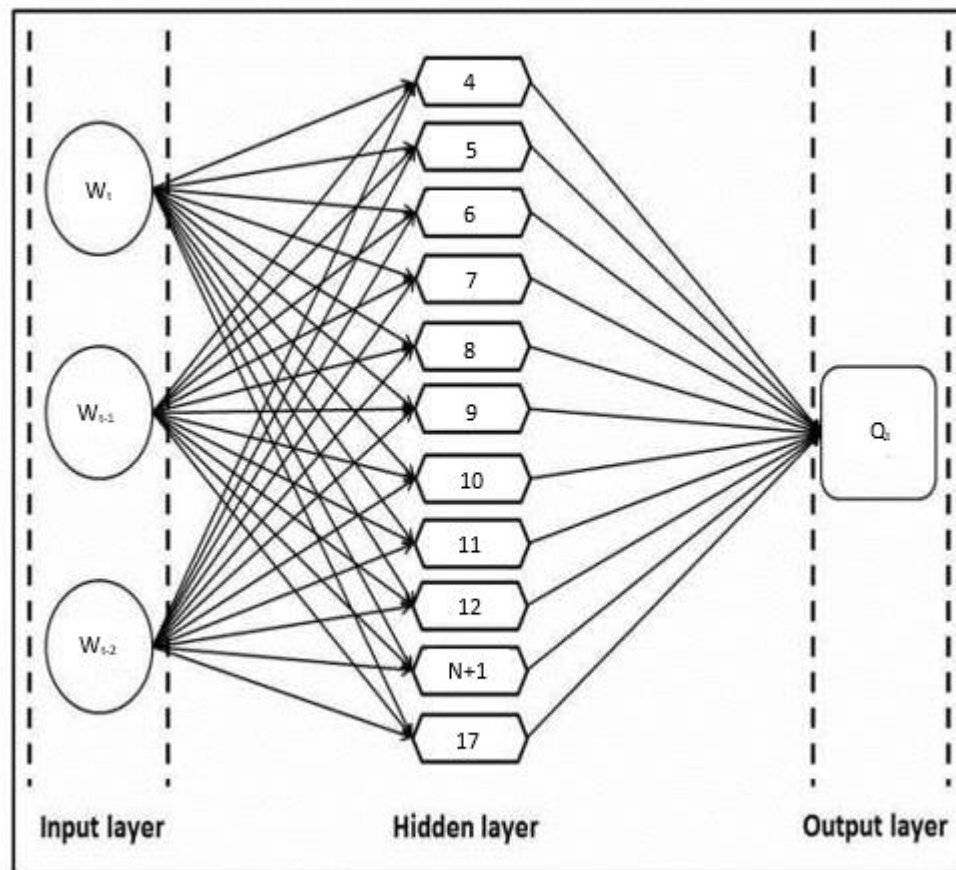 4
5
Wₜ
6
7
8
9
Wₜ₋₁
Q
10
11
12
Wₜ₋₂
N+1
17
Input layer
Hidden layer
Output layer